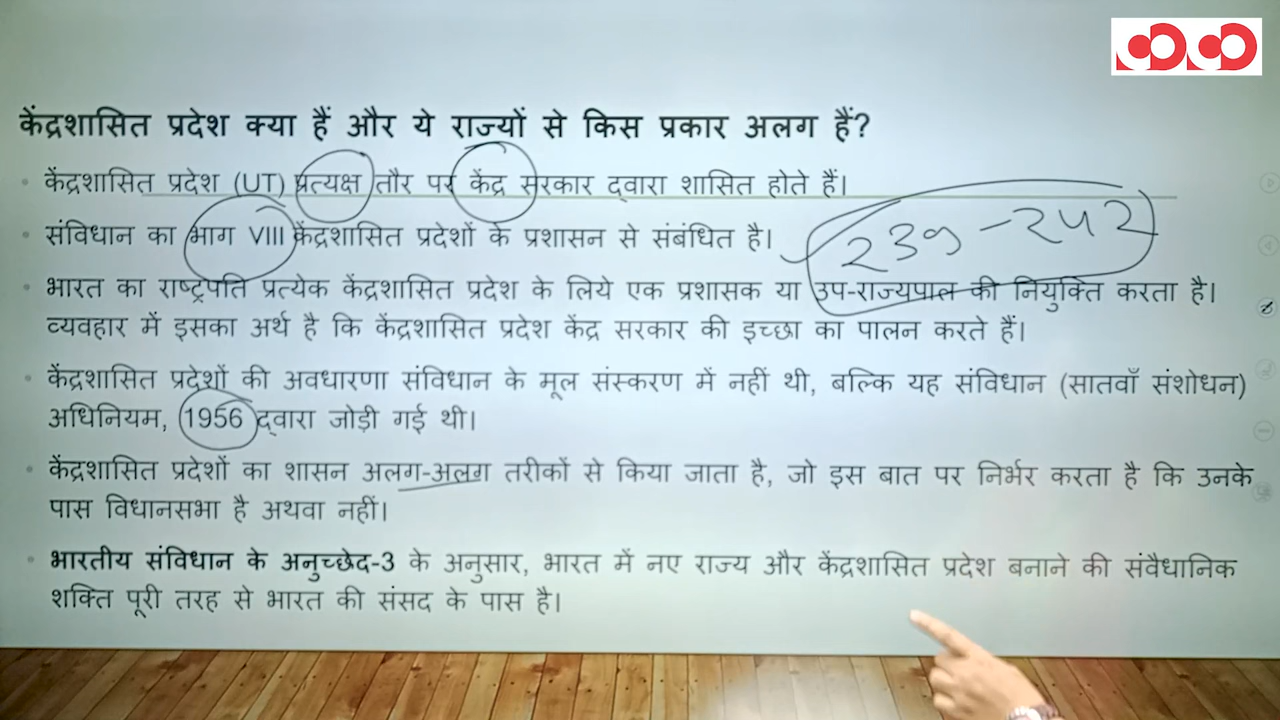 केंद्रशासित प्रदेश क्या हैं और ये राज्यों से किस प्रकार अलग हैं?
केंद्रशासित प्रदेश (UT) प्रत्यक्ष तौर पर केंद्र सरकार द्वारा शासित होते हैं।
संविधान का भाग VIII केंद्रशासित प्रदेशों के प्रशासन से संबंधित है।
239-242
भारत का राष्ट्रपति प्रत्येक केंद्रशासित प्रदेश के लिये एक प्रशासक या उप-राज्यपाल की नियुक्ति करता है।
व्यवहार में इसका अर्थ है कि केंद्रशासित प्रदेश केंद्र सरकार की इच्छा का पालन करते हैं।
केंद्रशासित प्रदेशों की अवधारणा संविधान के मूल संस्करण में नहीं थी, बल्कि यह संविधान (सातवाँ संशोधन)
अधिनियम, 1956 द्वारा जोड़ी गई थी।
केंद्रशासित प्रदेशों का शासन अलग-अलग तरीकों से किया जाता है, जो इस बात पर निर्भर करता है कि उनके
पास विधानसभा है अथवा नहीं।
भारतीय संविधान के अनुच्छेद-3 के अनुसार, भारत में नए राज्य और केंद्रशासित प्रदेश बनाने की संवैधानिक
शक्ति पूरी तरह से भारत की संसद के पास है।